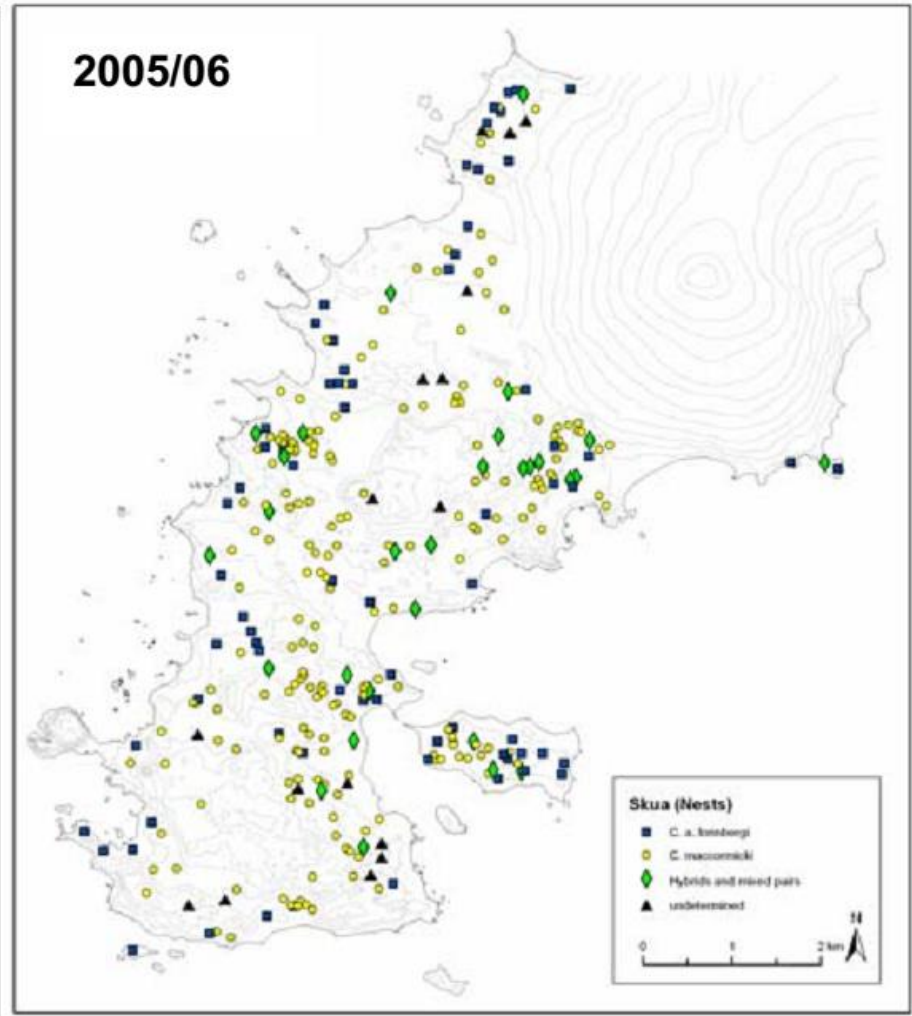 2005/06
Skua (Nests)
C. a. lonnbergi
C. maccormicki
Hybrids and mixed pairs
undetermined
N
0 1 2 km